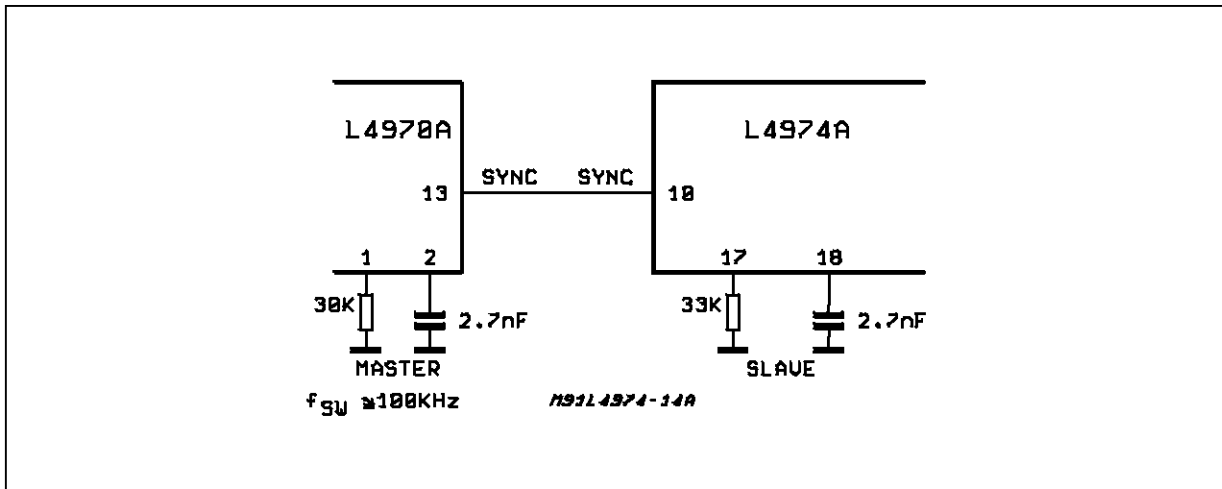 L4970A
L4974A
SYNC
SYNC
13
10
1
2
17
18
30K
2.7nF
33K
2.7nF
MASTER
SLAVE
fSW ≅100KHz
M91L4974-14A